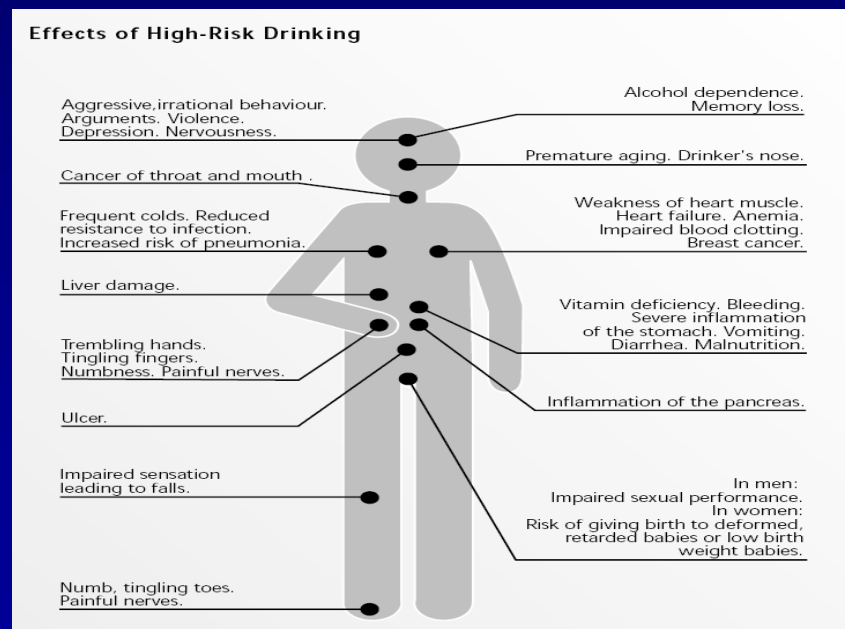 Effects of High-Risk Drinking
Aggressive,irrational behaviour.
Arguments. Violence.
Depression. Nervousness.
Cancer of throat and mouth .
Frequent colds. Reduced
resistance to infection.
Increased risk of pneumonia.
Liver damage.
Trembling hands.
Tingling fingers.
Numbness. Painful nerves.
Ulcer.
Impaired sensation
leading to falls.
Numb, tingling toes.
Painful nerves.
Alcohol dependence.
Memory loss.
Premature aging. Drinker's nose.
Weakness of heart muscle.
Heart failure. Anemia.
Impaired blood clotting.
Breast cancer.
Vitamin deficiency. Bleeding.
Severe inflammation
of the stomach. Vomiting.
Diarrhea. Malnutrition.
Inflammation of the pancreas.
In men:
Impaired sexual performance.
In women:
Risk of giving birth to deformed,
retarded babies or low birth
weight babies.